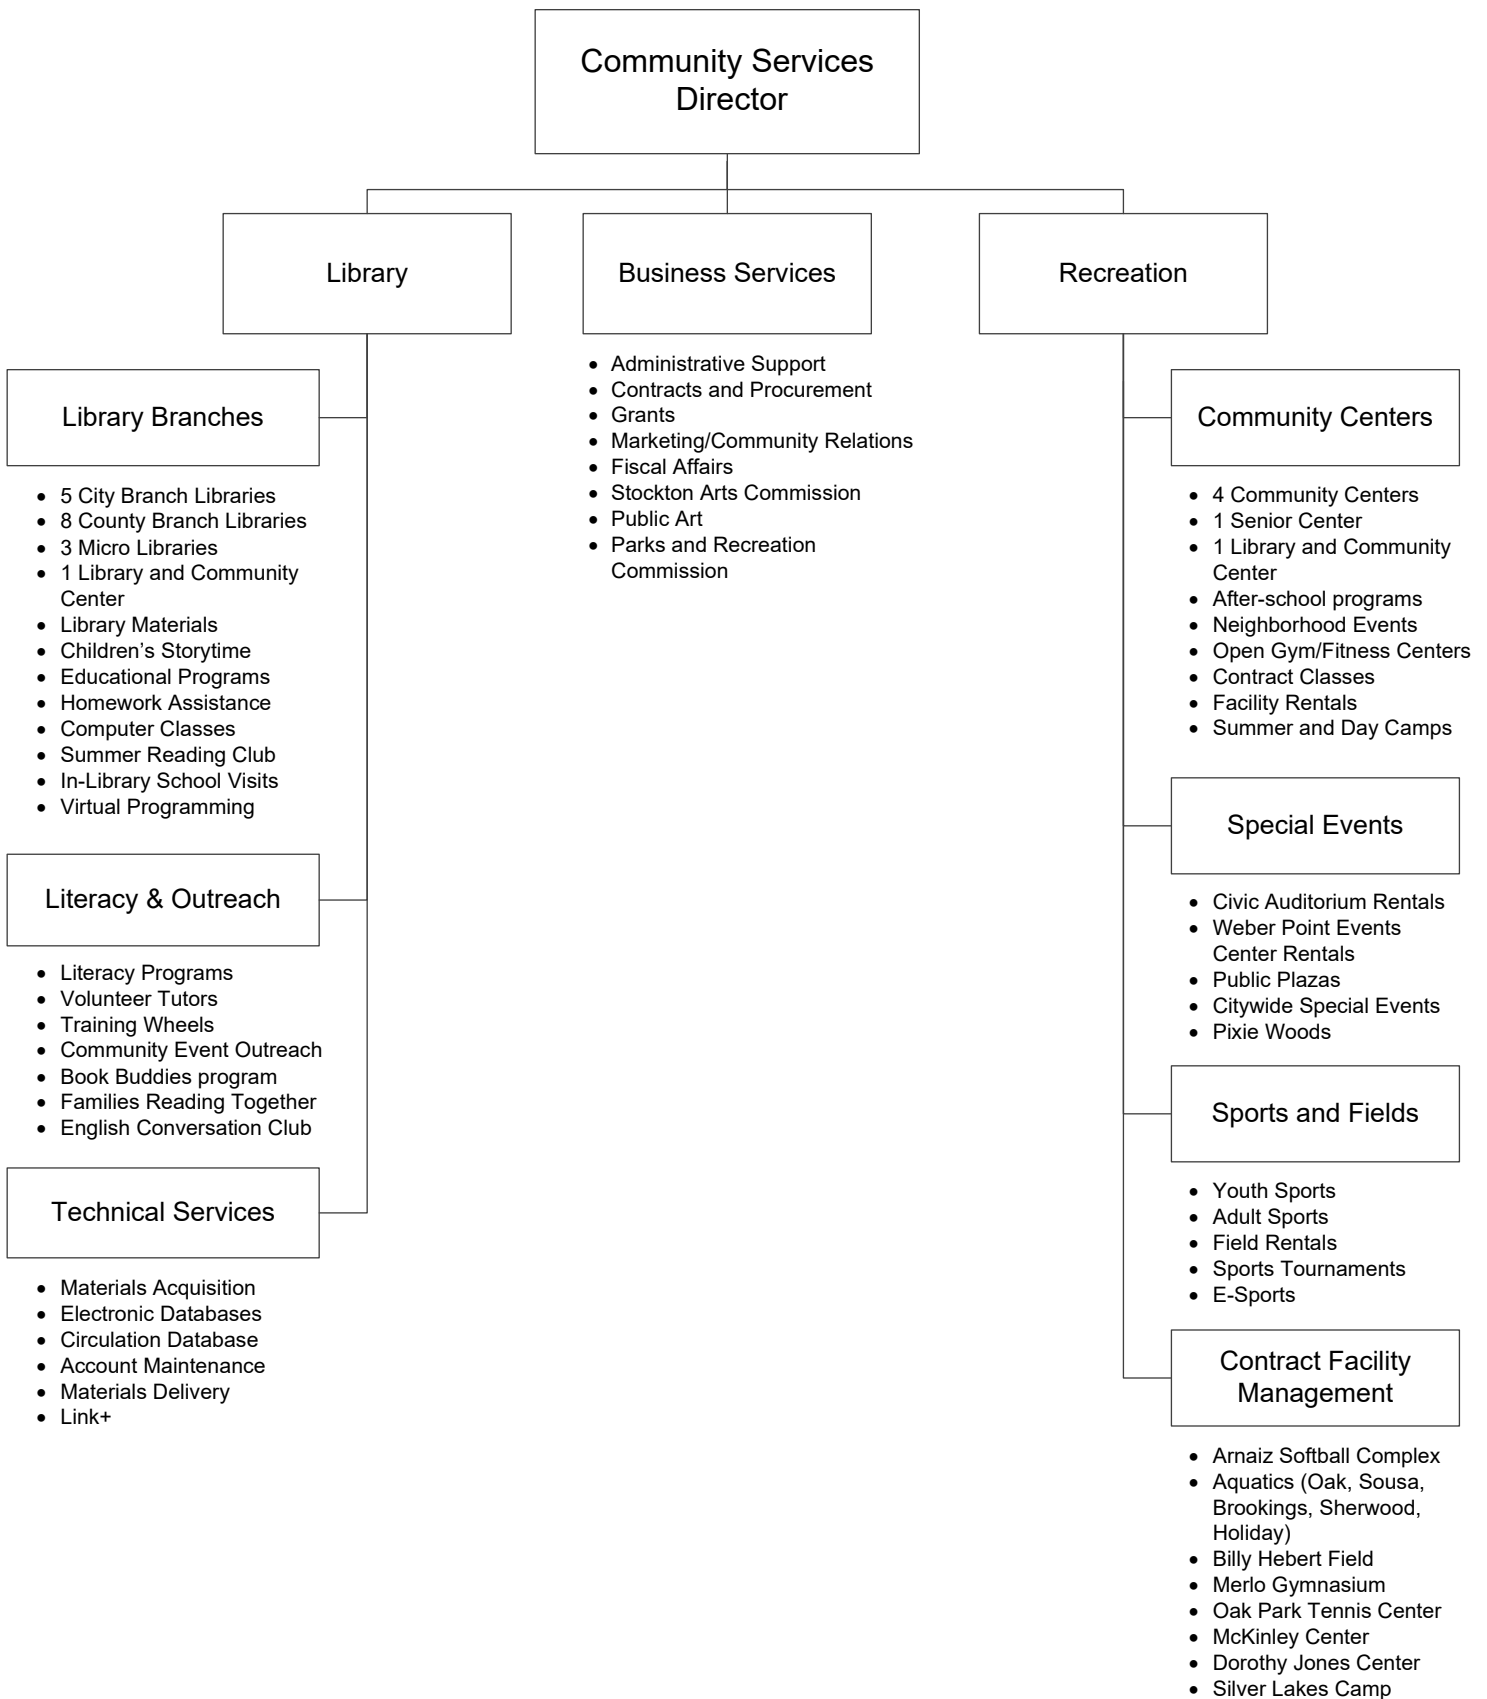 Community Services
Director
Library
Business Services
Recreation
Library Branches
• 5 City Branch Libraries
• 8 County Branch Libraries
• 3 Micro Libraries
• 1 Library and Community
Center
• Library Materials
• Children’s Storytime
• Educational Programs
• Homework Assistance
• Computer Classes
• Summer Reading Club
• In-Library School Visits
• Virtual Programming
Literacy & Outreach
• Literacy Programs
• Volunteer Tutors
• Training Wheels
• Community Event Outreach
• Book Buddies program
• Families Reading Together
• English Conversation Club
Technical Services
• Materials Acquisition
• Electronic Databases
• Circulation Database
• Account Maintenance
• Materials Delivery
• Link+
• Administrative Support
• Contracts and Procurement
• Grants
• Marketing/Community Relations
• Fiscal Affairs
• Stockton Arts Commission
• Public Art
• Parks and Recreation
Commission
Community Centers
• 4 Community Centers
• 1 Senior Center
• 1 Library and Community
Center
• After-school programs
• Neighborhood Events
• Open Gym/Fitness Centers
• Contract Classes
• Facility Rentals
• Summer and Day Camps
Special Events
• Civic Auditorium Rentals
• Weber Point Events
Center Rentals
• Public Plazas
• Citywide Special Events
• Pixie Woods
Sports and Fields
• Youth Sports
• Adult Sports
• Field Rentals
• Sports Tournaments
• E-Sports
Contract Facility
Management
• Arnaiz Softball Complex
• Aquatics (Oak, Sousa,
Brookings, Sherwood,
Holiday)
• Billy Hebert Field
• Merlo Gymnasium
• Oak Park Tennis Center
• McKinley Center
• Dorothy Jones Center
• Silver Lakes Camp